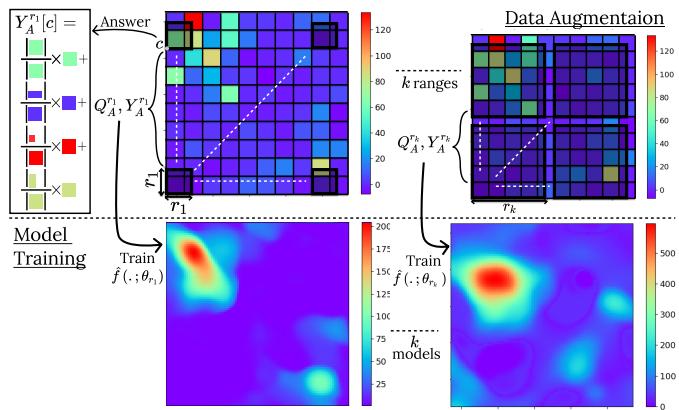 Data Augmentaion
Y_A^{r_1}[c] =
×
+
×
+
×
+
×
Answer
c
Q_A^{r_1}, Y_A^{r_1}
r_1
r_1
120
100
80
60
40
20
0
k ranges
Q_A^{r_k}, Y_A^{r_k}
r_k
120
100
80
60
40
20
0
Model
Training
Train
f̂(.;θ_{r_1})
200
175
150
125
100
75
50
25
k
models
Train
f̂(.;θ_{r_k})
500
400
300
200
100
0